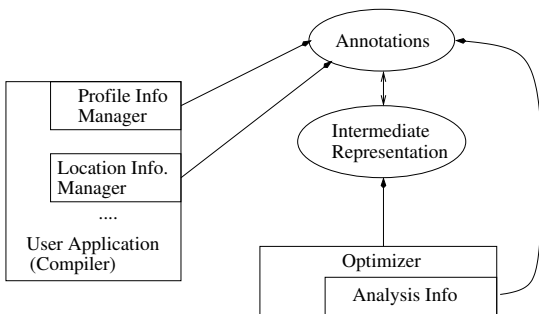 Annotations
Profile Info
Manager
Intermediate
Representation
Location Info.
Manager
....
User Application
(Compiler)
Optimizer
Analysis Info